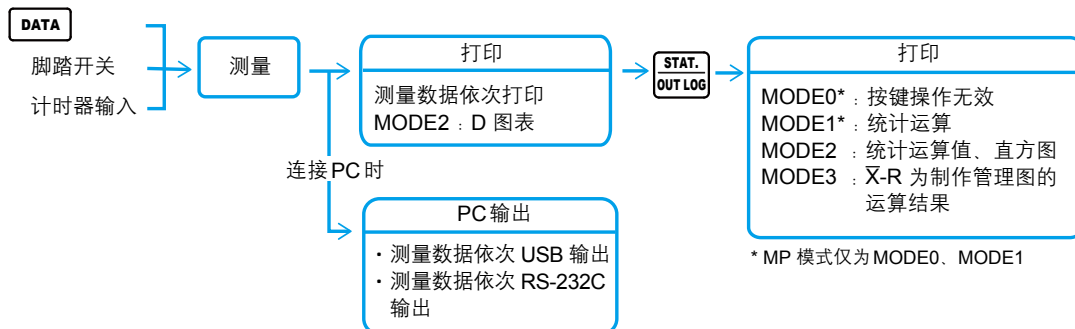 DATA
脚踏开关
计时器输入
测量
打印
测量数据依次打印
MODE2：D 图表
连接PC时
PC输出
・测量数据依次 USB 输出
・测量数据依次 RS-232C
输出
STAT.
OUT LOG
打印
MODE0*：按键操作无效
MODE1*：统计运算
MODE2 ：统计运算值、直方图
MODE3 ：X̅-R 为制作管理图的
运算结果
* MP 模式仅为MODE0、MODE1